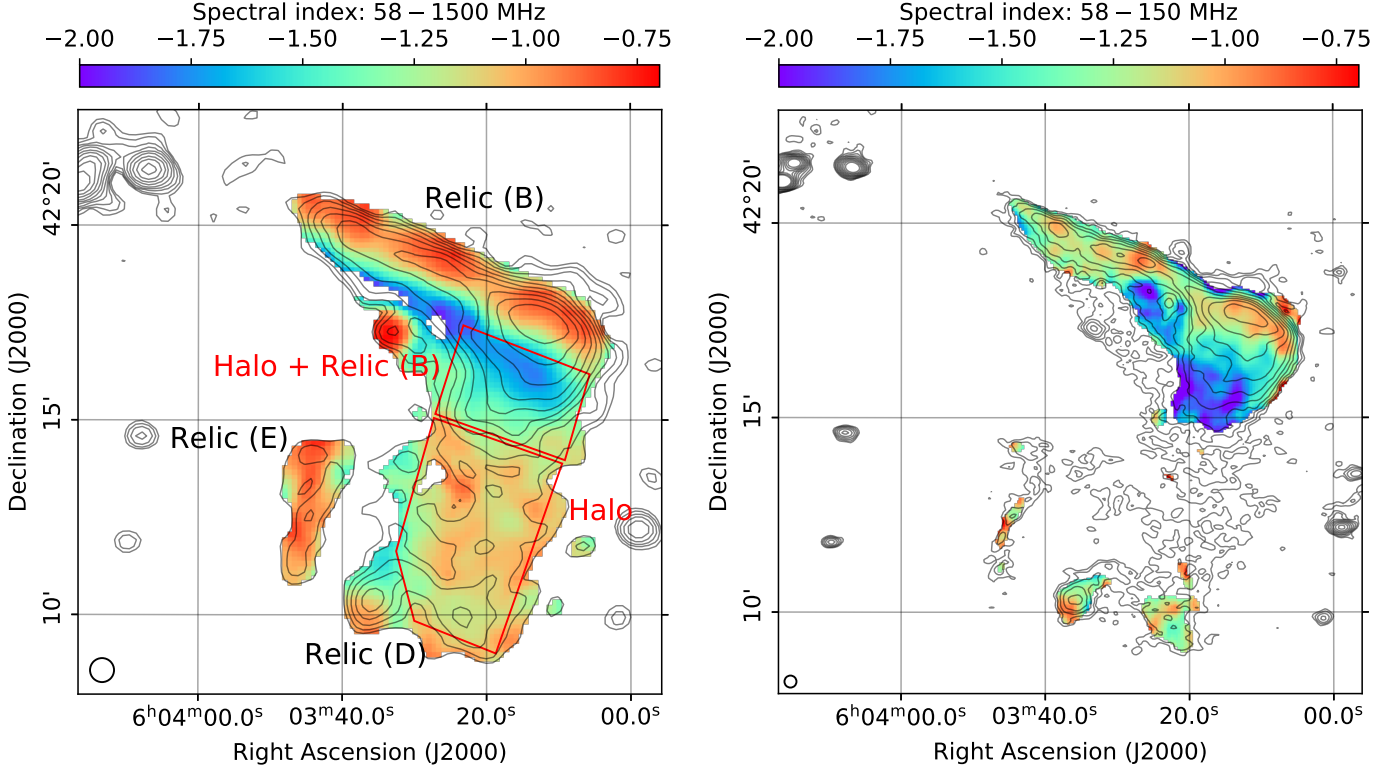 Spectral index: 58 − 1500 MHz
−2.00 −1.75 −1.50 −1.25 −1.00 −0.75
Relic (B)
Halo + Relic (B)
Relic (E)
Halo
Relic (D)
42°20'
15'
10'
Declination (J2000)
6ʰ04ᵐ00.0ˢ 03ᵐ40.0ˢ 20.0ˢ 00.0ˢ
Right Ascension (J2000)
Spectral index: 58 − 150 MHz
−2.00 −1.75 −1.50 −1.25 −1.00 −0.75
42°20'
15'
10'
Declination (J2000)
6ʰ04ᵐ00.0ˢ 03ᵐ40.0ˢ 20.0ˢ 00.0ˢ
Right Ascension (J2000)